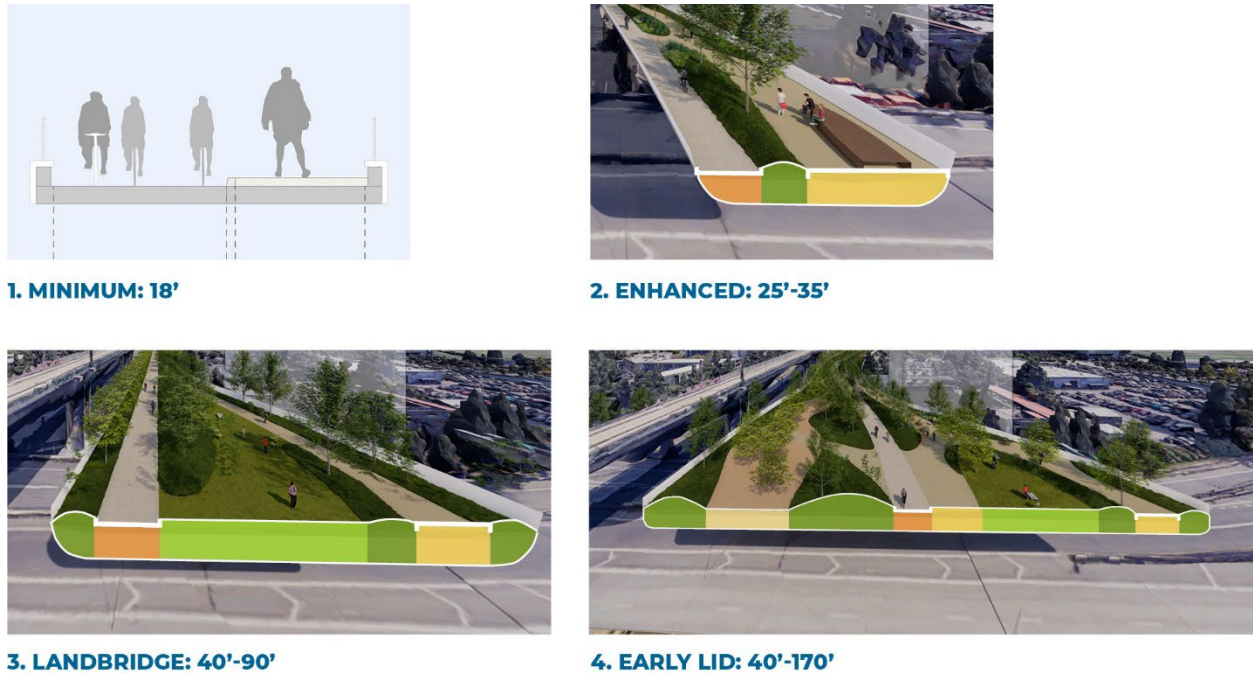 1. MINIMUM: 18’
2. ENHANCED: 25’-35’
3. LANDBRIDGE: 40’-90’
4. EARLY LID: 40’-170’